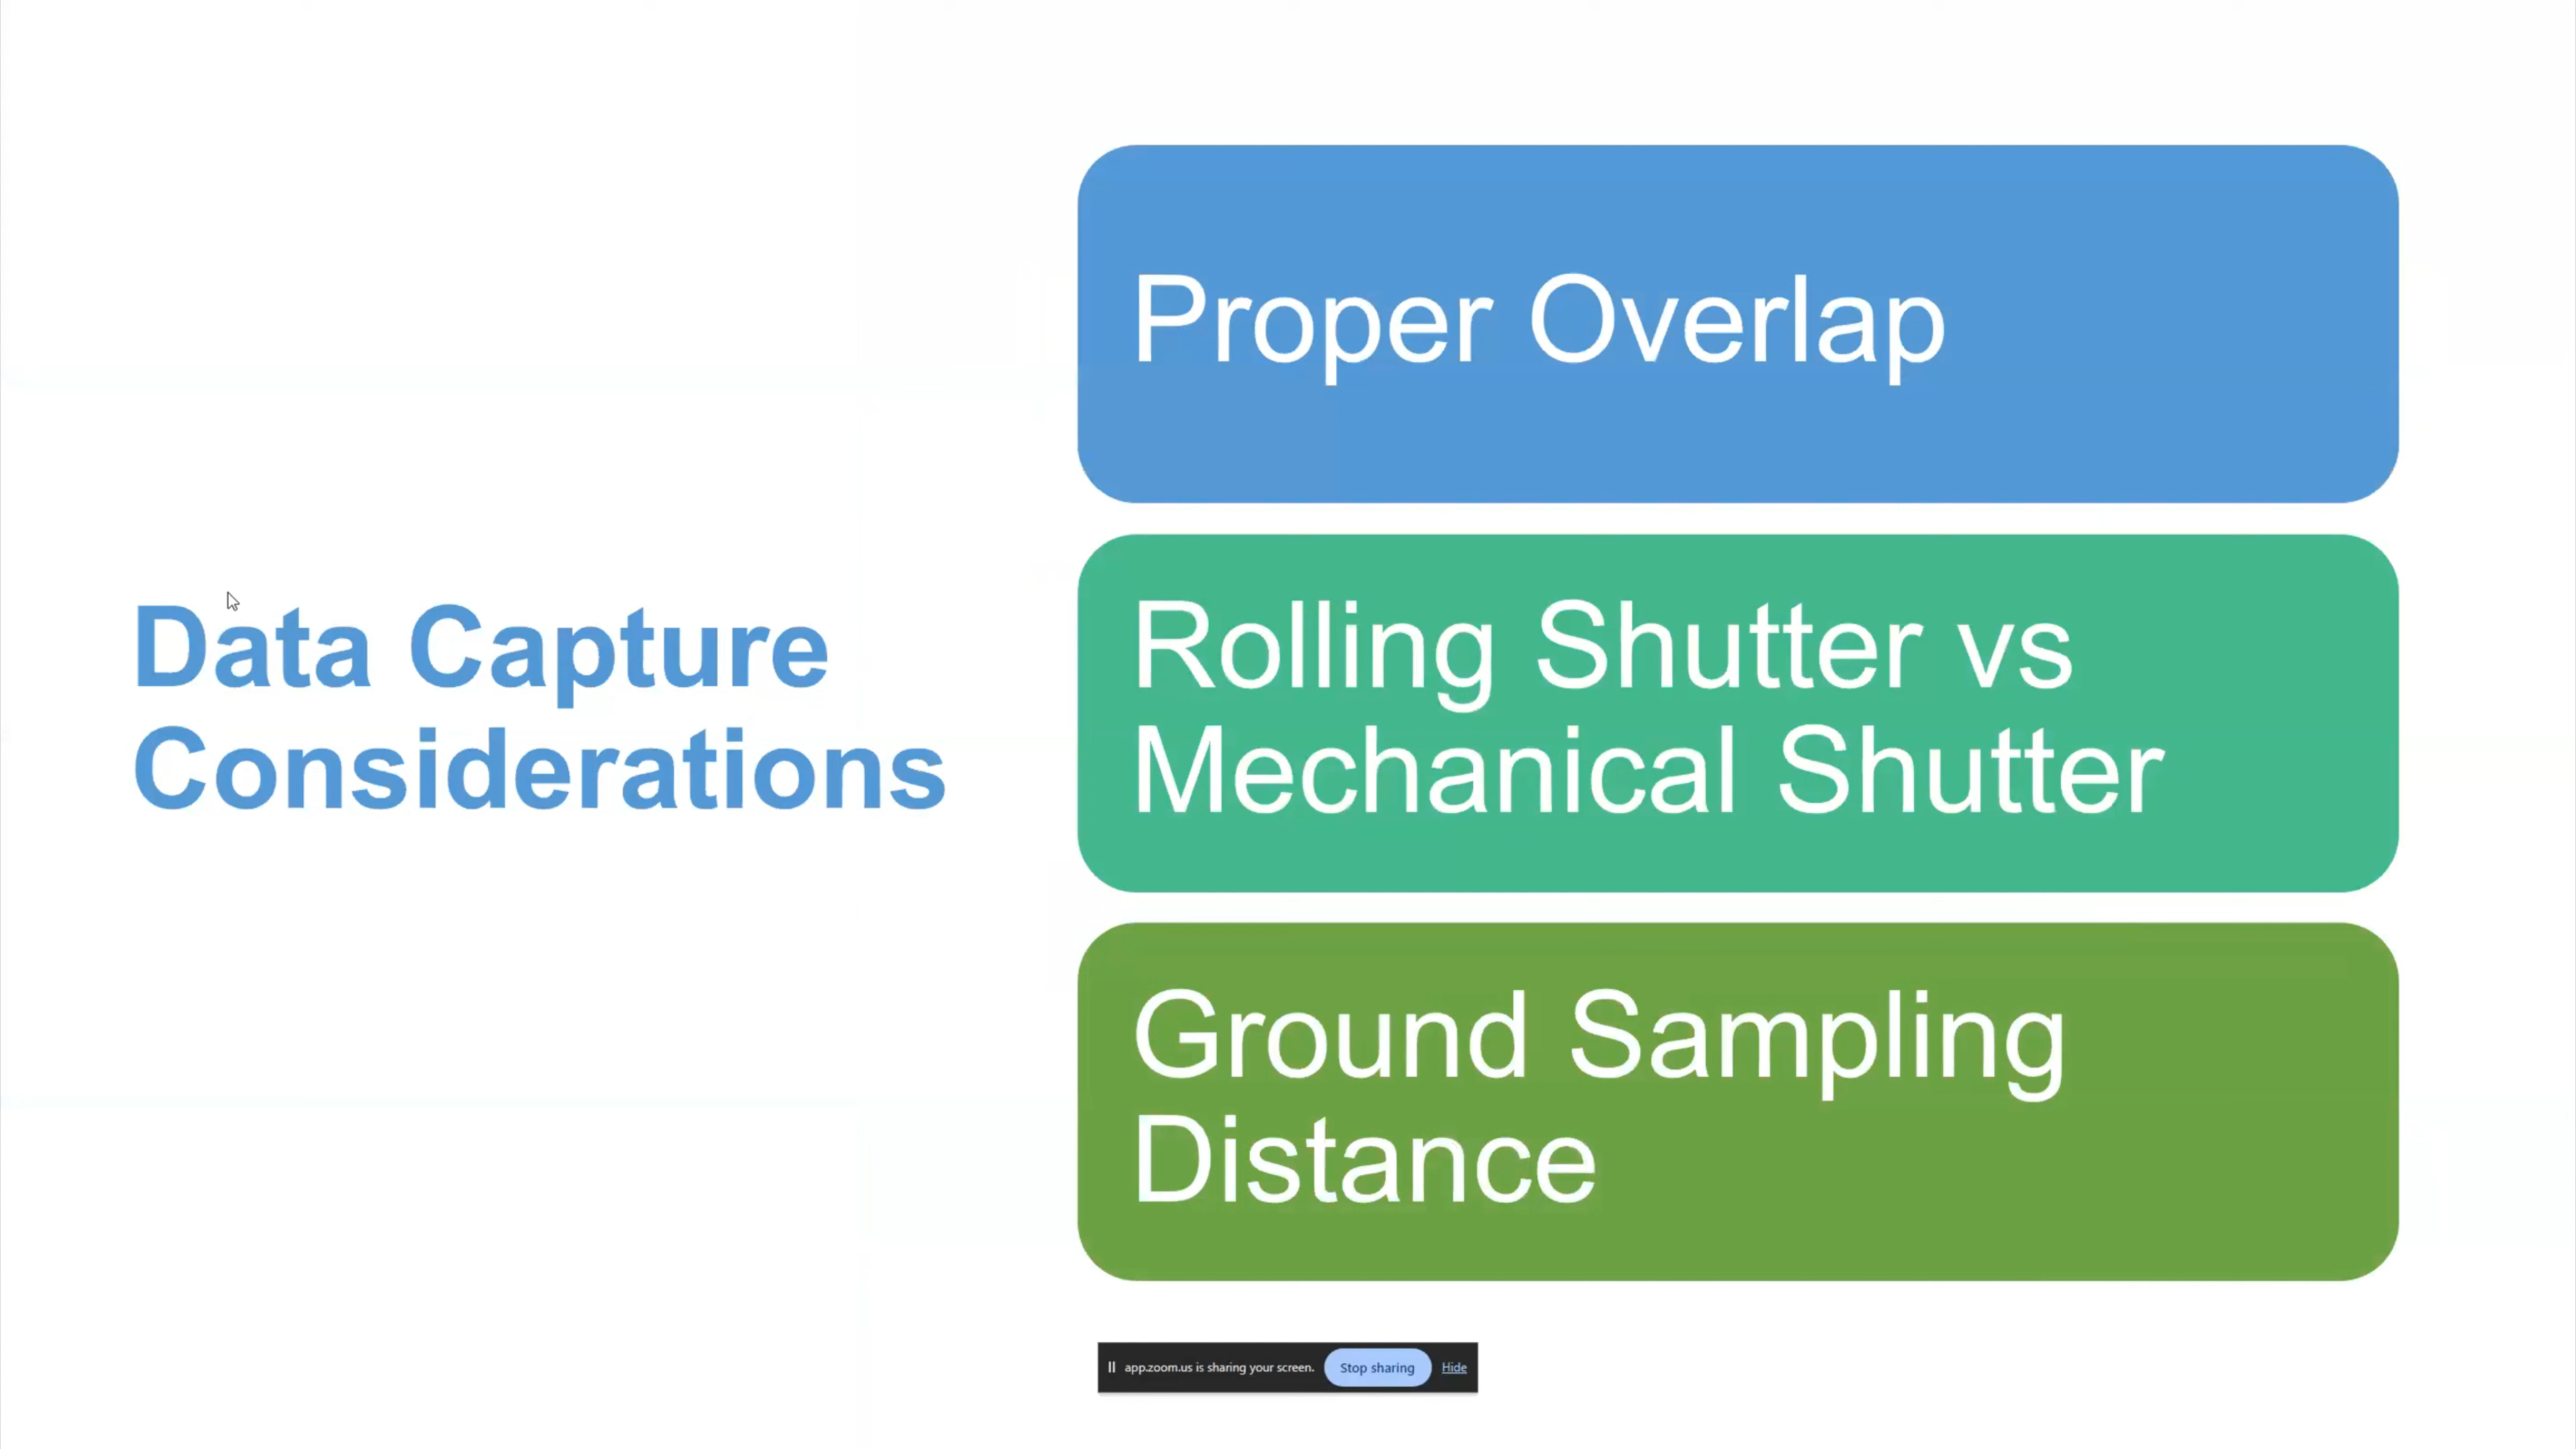 Data Capture
Considerations
Proper Overlap
Rolling Shutter vs
Mechanical Shutter
Ground Sampling
Distance
app.zoom.us is sharing your screen. Stop sharing Hide